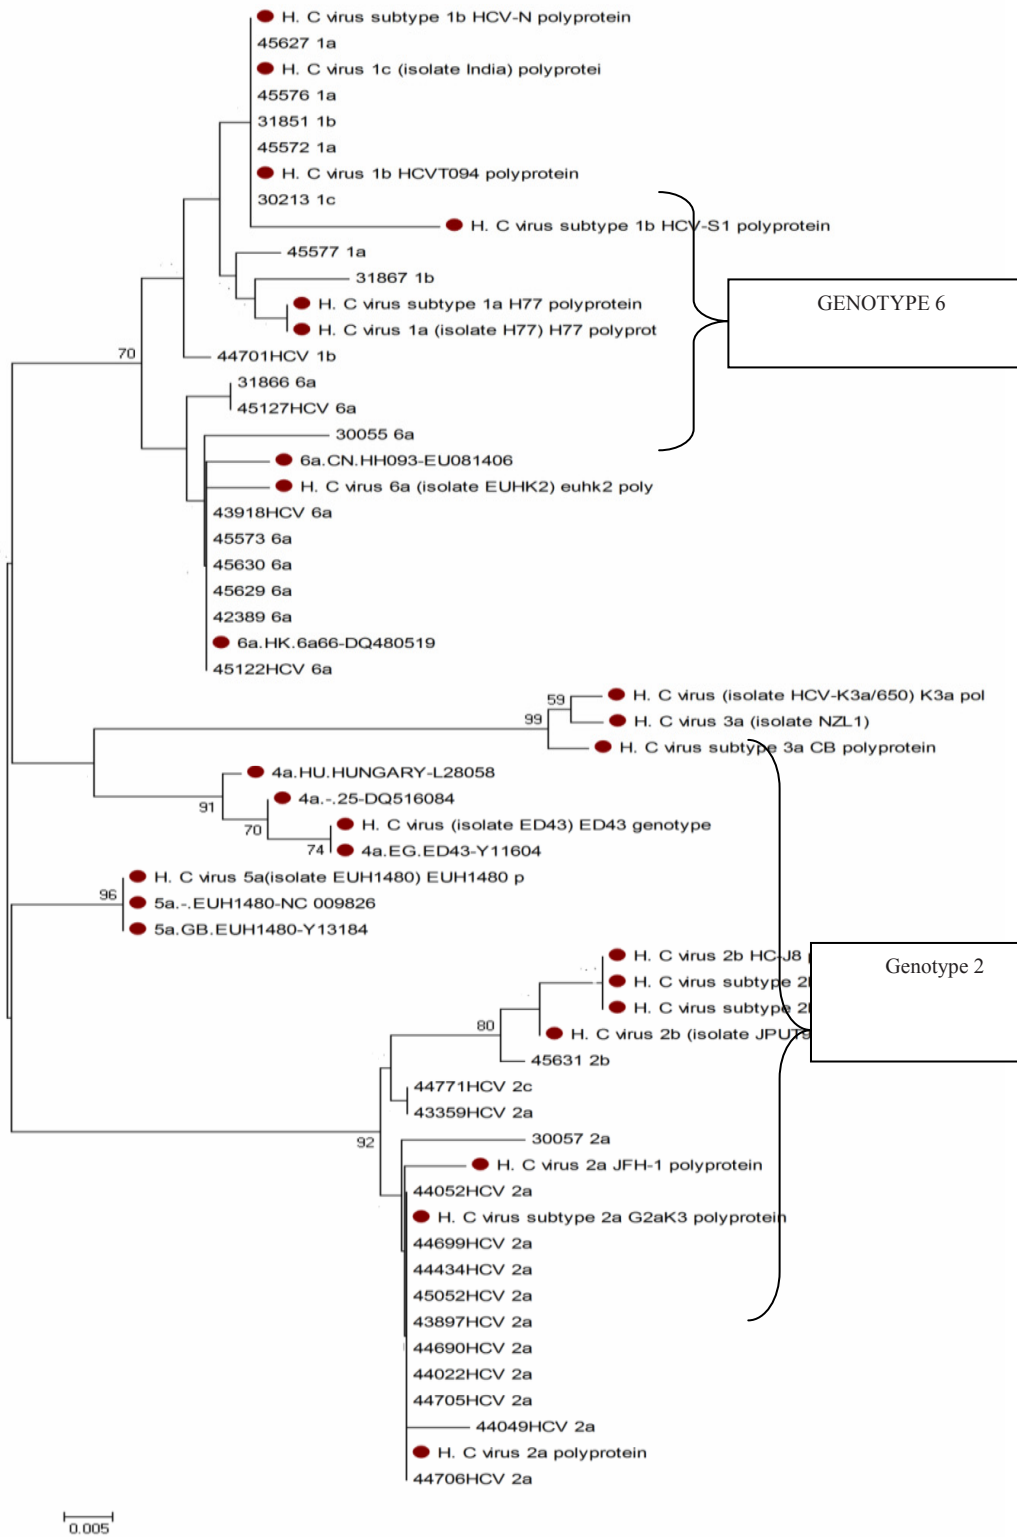 H. C virus subtype 1b HCV-N polyprotein
45627 1a
H. C virus 1c (isolate India) polyprotei
45576 1a
31851 1b
45572 1a
H. C virus 1b HCVT094 polyprotein
30213 1c
H. C virus subtype 1b HCV-S1 polyprotein
45577 1a
31867 1b
H. C virus subtype 1a H77 polyprotein
H. C virus 1a (isolate H77) H77 polyprot
GENOTYPE 6
70
44701HCV 1b
31866 6a
45127HCV 6a
30055 6a
6a.CN.HH093-EU081406
H. C virus 6a (isolate EUHK2) euhk2 poly
43918HCV 6a
45573 6a
45630 6a
45629 6a
42389 6a
6a.HK.6a66-DQ480519
45122HCV 6a
H. C virus (isolate HCV-K3a/650) K3a pol
59
H. C virus 3a (isolate NZL1)
99
H. C virus subtype 3a CB polyprotein
4a.HU.HUNGARY-L28058
91
4a.-.25-DQ516084
70
H. C virus (isolate ED43) ED43 genotype
74
4a.EG.ED43-Y11604
H. C virus 5a(isolate EUH1480) EUH1480 p
96
5a.-.EUH1480-NC 009826
5a.GB.EUH1480-Y13184
H. C virus 2b HC-J8
Genotype 2
H. C virus subtype
H. C virus subtype
80
H. C virus 2b (isolate JPUT9
45631 2b
44771HCV 2c
43359HCV 2a
92
30057 2a
H. C virus 2a JFH-1 polyprotein
44052HCV 2a
H. C virus subtype 2a G2aK3 polyprotein
44699HCV 2a
44434HCV 2a
45052HCV 2a
43897HCV 2a
44690HCV 2a
44022HCV 2a
44705HCV 2a
44049HCV 2a
H. C virus 2a polyprotein
44706HCV 2a
0.005